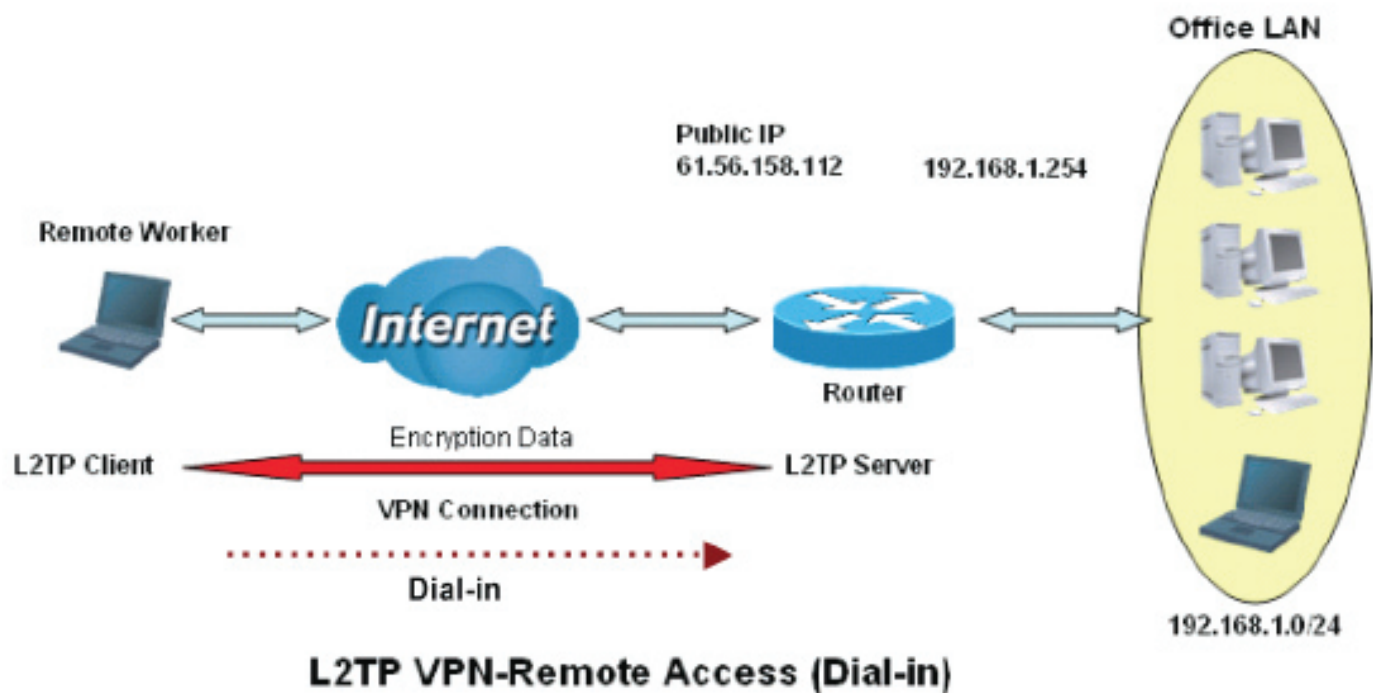 Office LAN
Public IP
61.56.158.112
192.168.1.254
Remote Worker
Internet
Router
Encryption Data
L2TP Client
L2TP Server
VPN Connection
Dial-in
192.168.1.0/24
L2TP VPN-Remote Access (Dial-in)